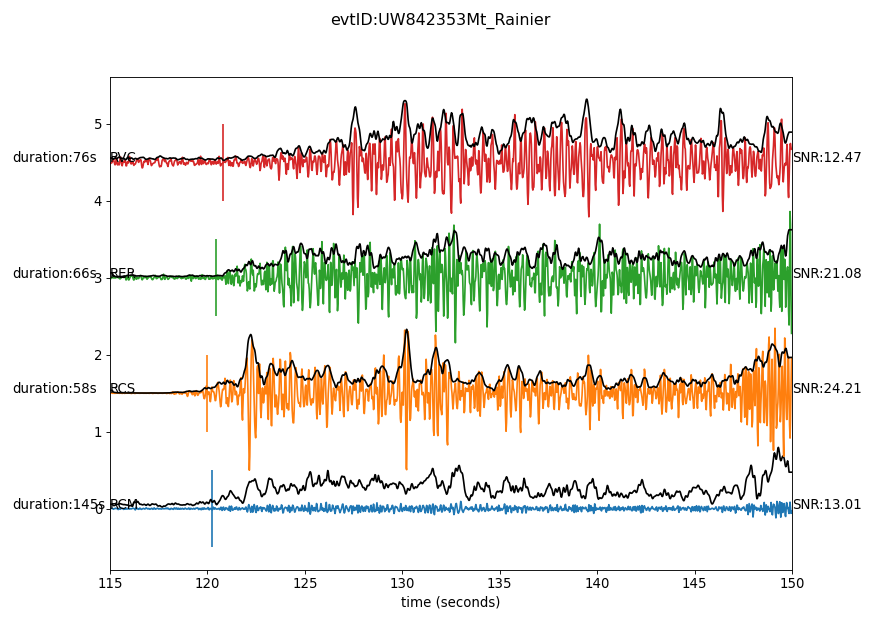 evtID:UW842353Mt_Rainier
5
duration:76s RVC SNR:12.47
4
duration:66s RER SNR:21.08
3
2
duration:58s RCS SNR:24.21
1
duration:145s RCM SNR:13.01
0
115 120 125 130 135 140 145 150
time (seconds)